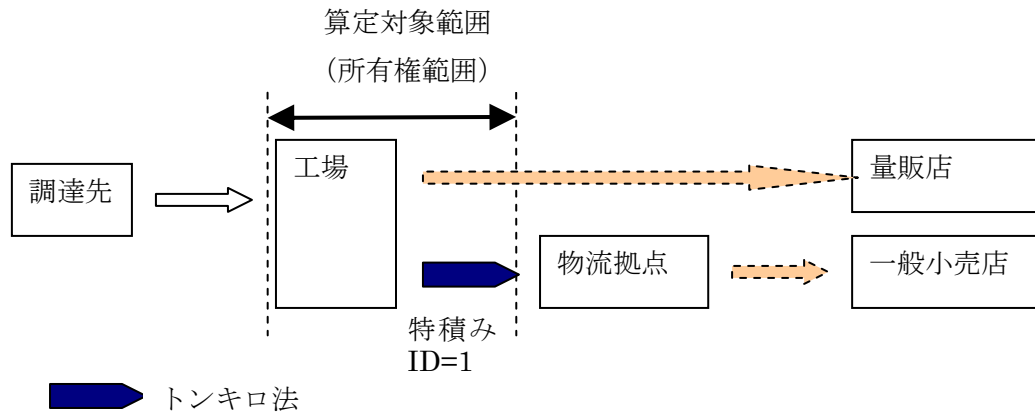 算定対象範囲
（所有権範囲）
調達先
工場
量販店
物流拠点
一般小売店
特積み
ID=1
トンキロ法